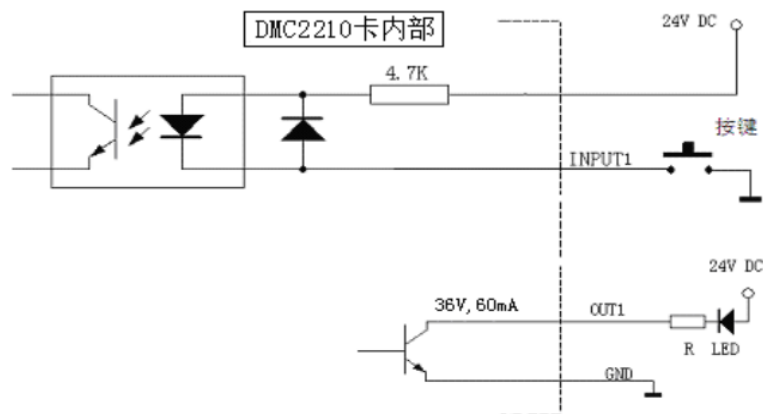 DMC2210卡内部
24V DC
4.7K
按键
INPUT1
24V DC
36V,60mA
OUT1
R LED
GND